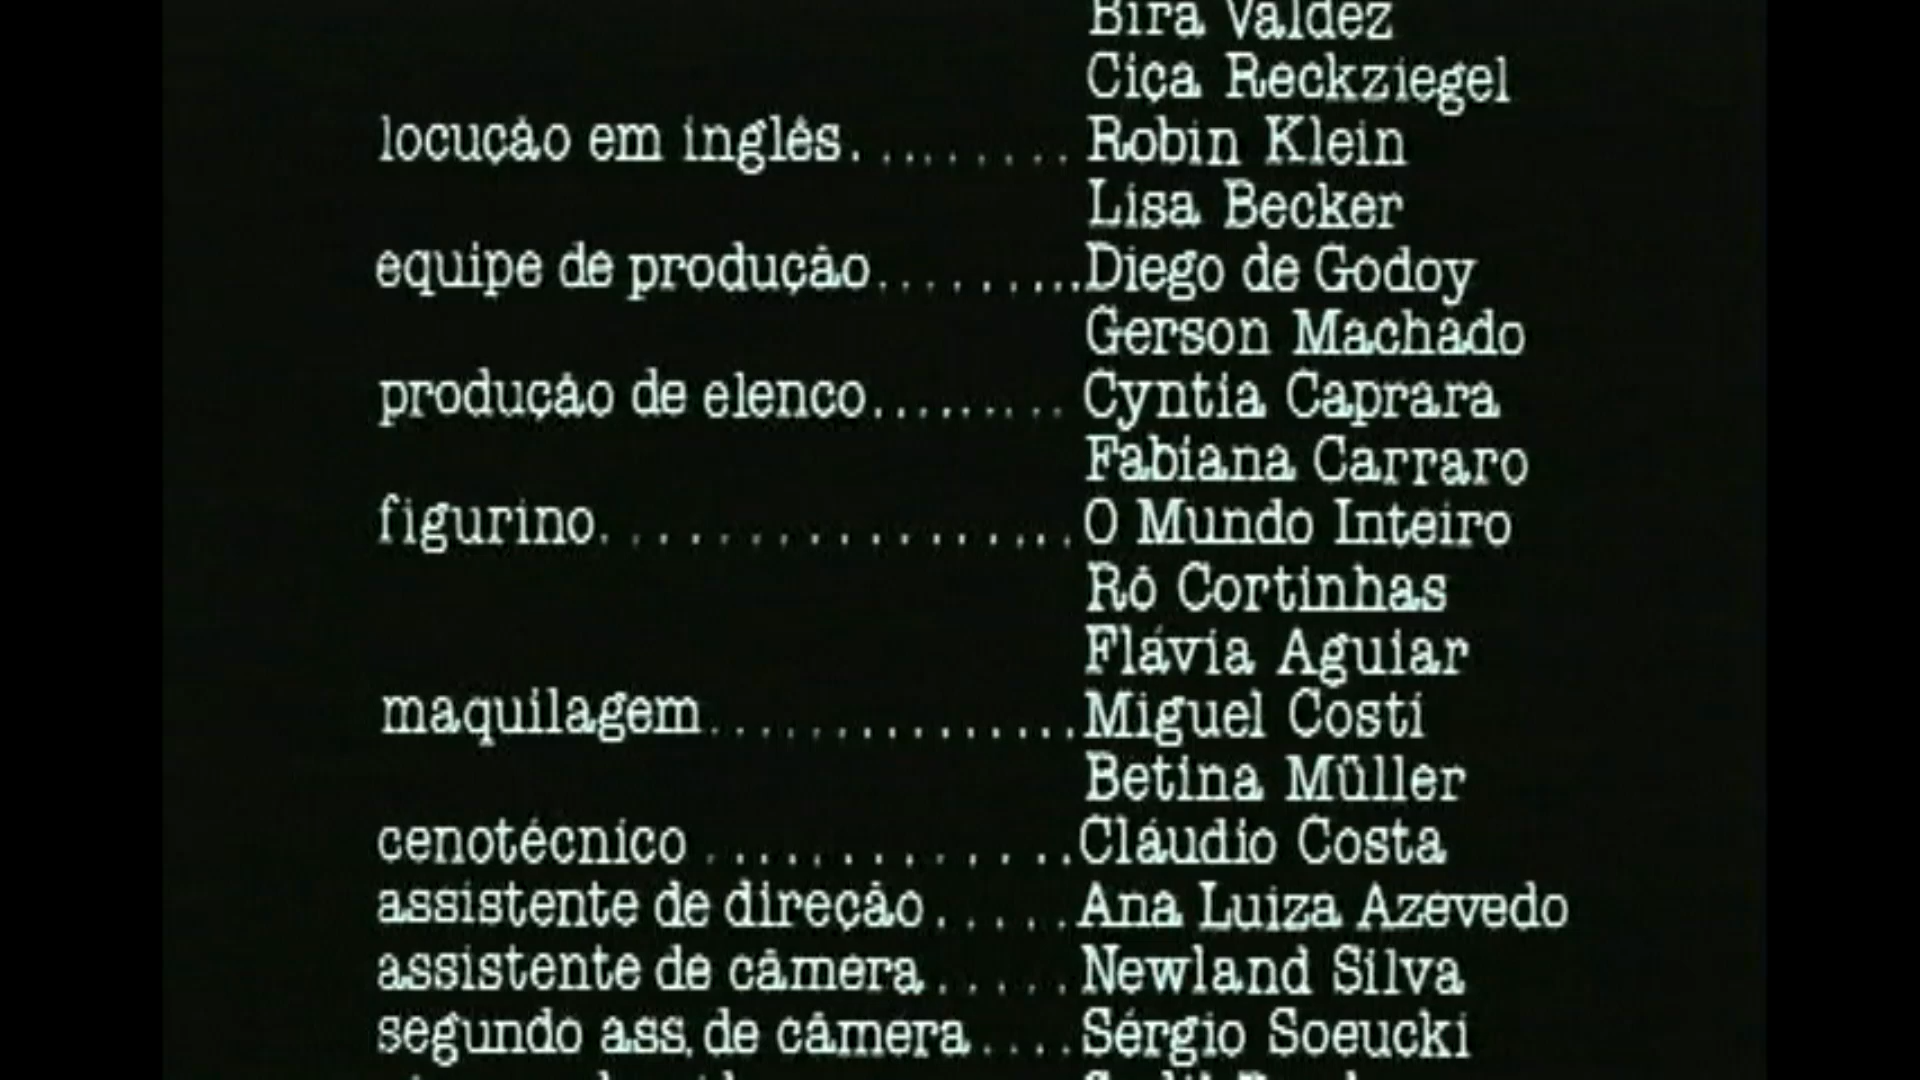 Bira Valdez
Ciça Reckziegel
locução em inglês. ........ Robin Klein
Lisa Becker
equipe de produção.........Diego de Godoy
Gerson Machado
produção de elenco......... Cyntia Caprara
Fabiana Carraro
figurino.................O Mundo Inteiro
Rô Cortinhas
Flávia Aguiar
maquilagem...............Miguel Costi
Betina Müller
cenotécnico .............Cláudio Costa
assistente de direção.....Ana Luiza Azevedo
assistente de câmera.....Newland Silva
segundo ass. de câmera....Sérgio Soeucki